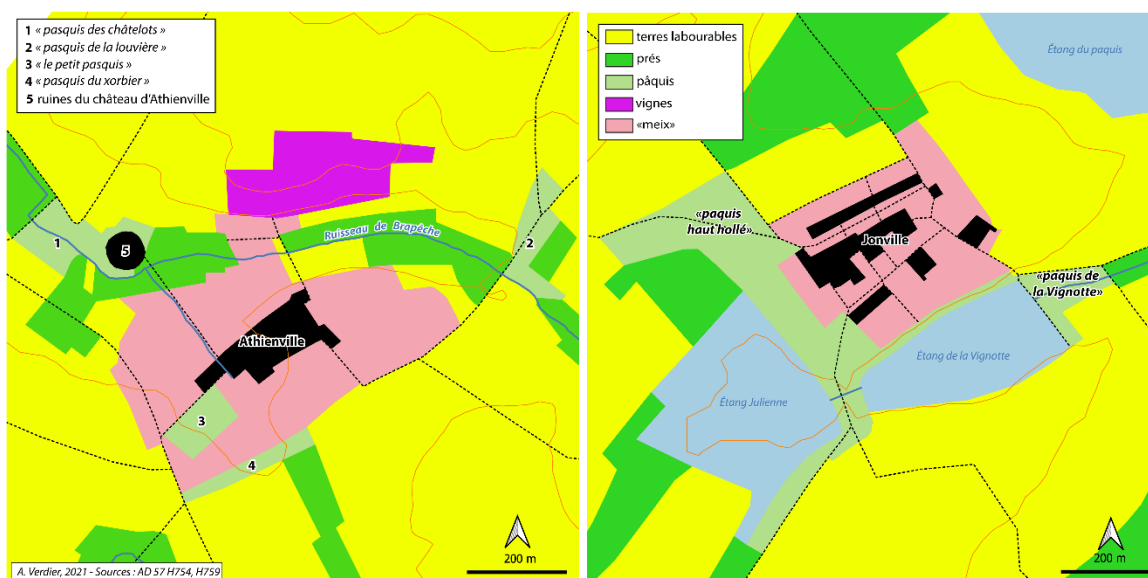 1 « pasquis des châtelots »
2 « pasquis de la louvière »
3 « le petit pasquis »
4 « pasquis du xorbier »
5 ruines du château d'Athienville
1
5
2
Ruisseau de Brapêche
Athienville
3
4
200 m
A. Verdier, 2021 - Sources : AD 57 H754, H759
terres labourables
prés
pâquis
vignes
«meix»
Étang du paquis
«paquis
haut hollé»
Jonville
«paquis de
la Vignotte»
Étang de la Vignotte
Étang Julienne
200 m